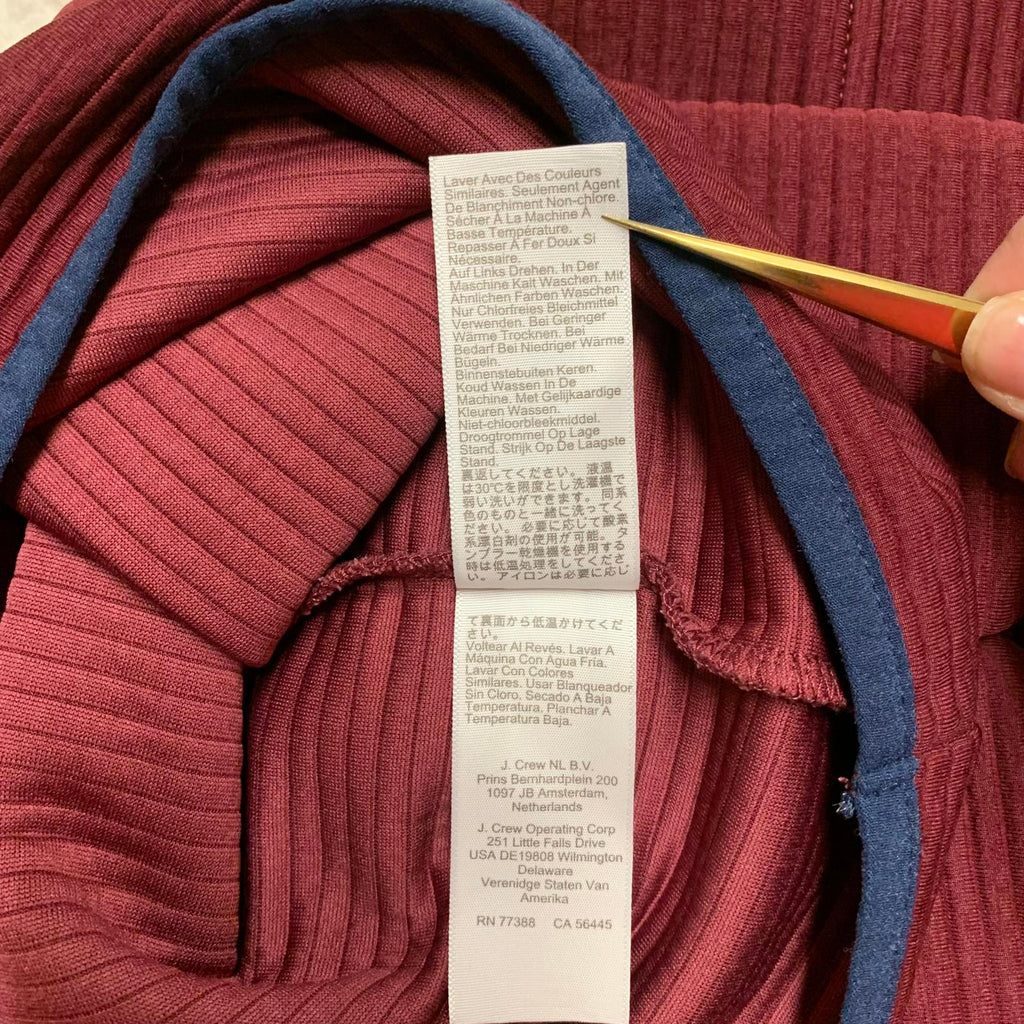 Laver Avec Des Couleurs
Similaires. Seulement Agent
De Blanchiment Non-chlore.
Sécher À La Machine À
Basse Température.
Repasser À Fer Doux Si
Nécessaire.
Auf Links Drehen. In Der
Maschine Kalt Waschen. Mit
Ähnlichen Farben Waschen.
Nur Chlorfreies Bleichmittel
Verwenden. Bei Geringer
Wärme Trocknen. Bei
Bedarf Bei Niedriger Wärme
Bügeln.
Binnenstebuiten Keren.
Koud Wassen In De
Machine. Met Gelijkaardige
Kleuren Wassen.
Niet-chloorbleekmiddel.
Droogtrommel Op Lage
Stand. Strijk Op De Laagste
Stand.
裏返してください。 液温
は30℃を限度とし洗濯機で
弱い洗いができます。 同系
色のものと一緒に洗ってく
ださい。 必要に応じて酸素
系漂白剤の使用が可能。 タ
ンブラー乾燥機を使用する
時は低温処理をしてくださ
い。 アイロンは必要に応じ
て裏面から低温かけてくだ
さい。
Voltear Al Revés. Lavar A
Máquina Con Agua Fría.
Lavar Con Colores
Similares. Usar Blanqueador
Sin Cloro. Secado A Baja
Temperatura. Planchar A
Temperatura Baja.
J. Crew NL B.V.
Prins Bernhardplein 200
1097 JB Amsterdam,
Netherlands
J. Crew Operating Corp
251 Little Falls Drive
USA DE19808 Wilmington
Delaware
Verenidge Staten Van
Amerika
RN 77388 CA 56445